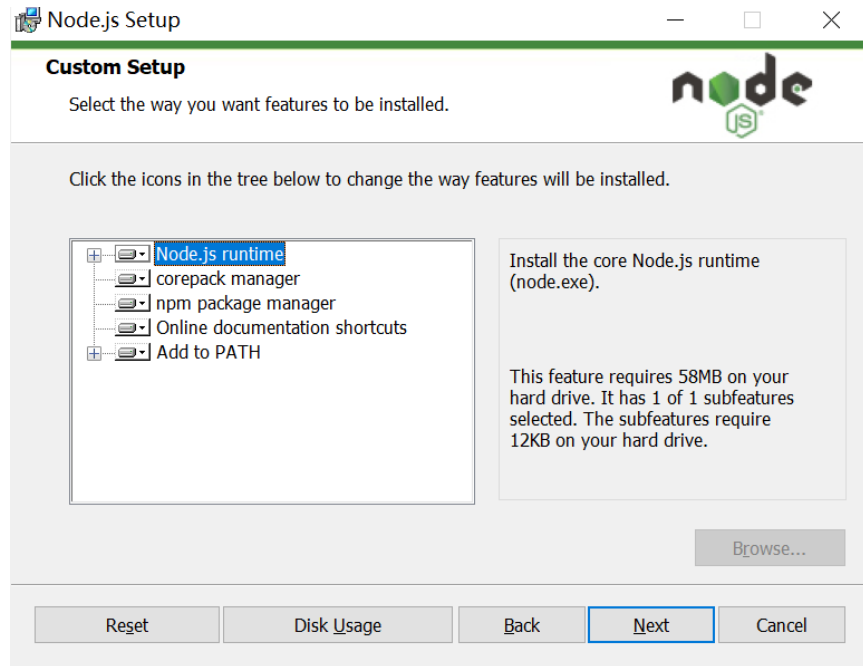 Node.js Setup
Custom Setup
Select the way you want features to be installed.
node
JS
Click the icons in the tree below to change the way features will be installed.
Node.js runtime
corepack manager
npm package manager
Online documentation shortcuts
Add to PATH
Install the core Node.js runtime
(node.exe).
This feature requires 58MB on your
hard drive. It has 1 of 1 subfeatures
selected. The subfeatures require
12KB on your hard drive.
Browse...
Reset
Disk Usage
Back
Next
Cancel